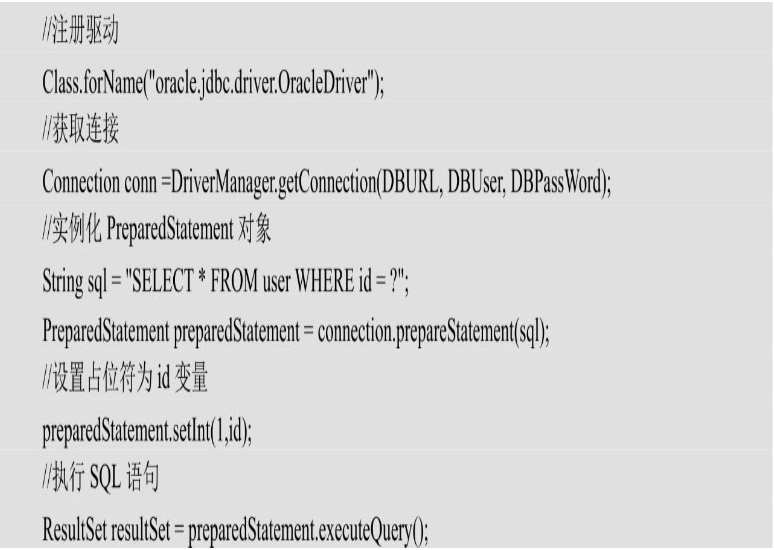 //注册驱动
Class.forName("oracle.jdbc.driver.OracleDriver");
//获取连接
Connection conn =DriverManager.getConnection(DBURL, DBUser, DBPassWord);
//实例化 PreparedStatement 对象
String sql = "SELECT * FROM user WHERE id = ?";
PreparedStatement preparedStatement = connection.prepareStatement(sql);
//设置占位符为 id 变量
preparedStatement.setInt(1,id);
//执行 SQL 语句
ResultSet resultSet = preparedStatement.executeQuery();